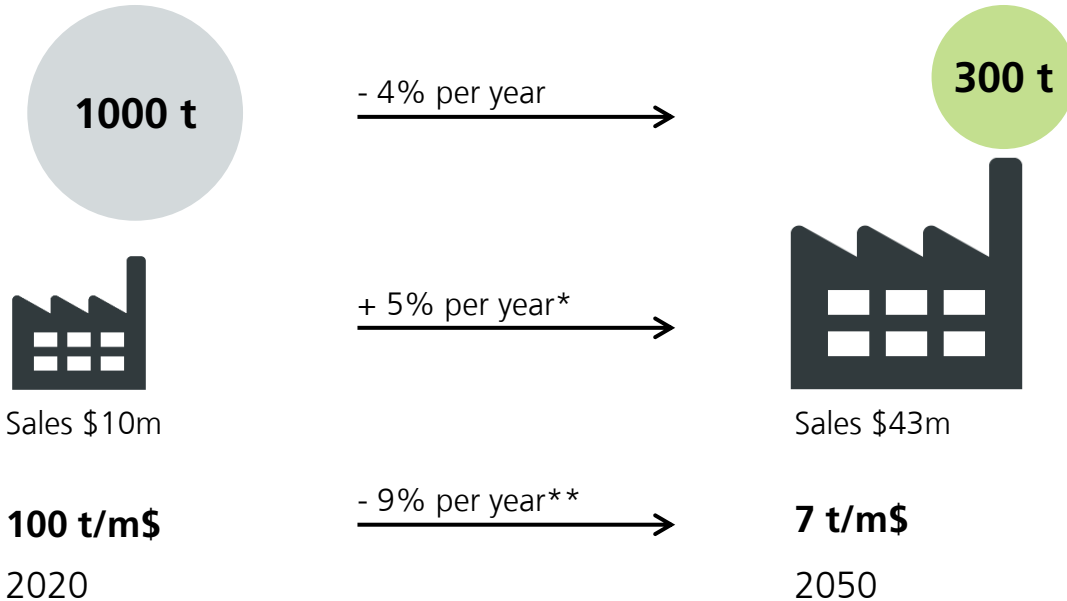 1000 t
- 4% per year
300 t
+ 5% per year*
Sales $10m
Sales $43m
- 9% per year**
100 t/m$
7 t/m$
2020
2050